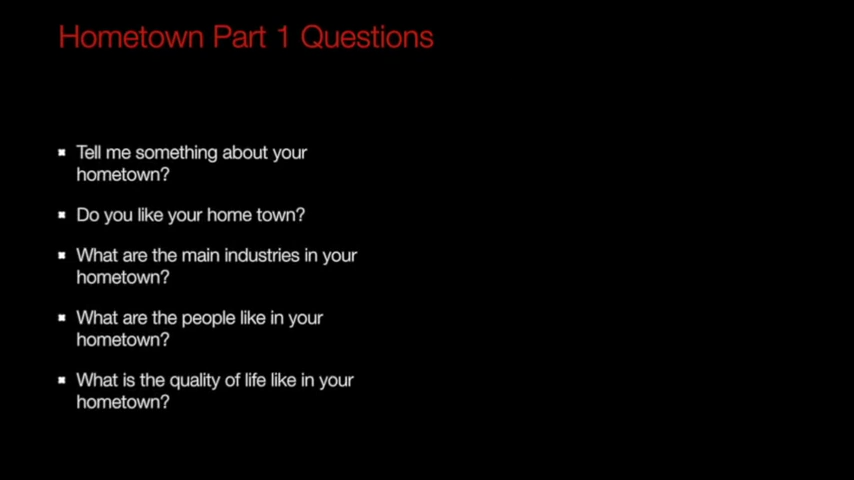 Hometown Part 1 Questions
Tell me something about your
hometown?
Do you like your home town?
What are the main industries in your
hometown?
What are the people like in your
hometown?
What is the quality of life like in your
hometown?